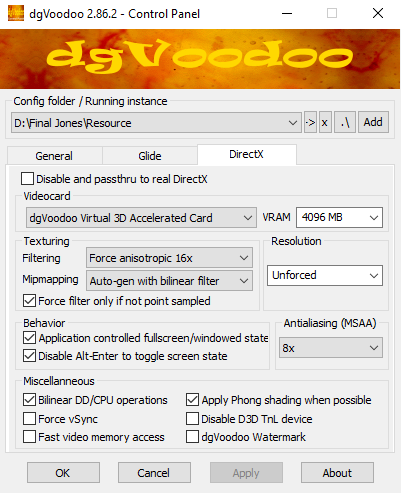 dgVoodoo 2.86.2 - Control Panel
dgVoodoo
Config folder / Running instance
D:\Final Jones\Resource -> x .\ Add
General Glide DirectX
Disable and passthru to real DirectX
Videocard
dgVoodoo Virtual 3D Accelerated Card VRAM 4096 MB
Texturing Resolution
Filtering Force anisotropic 16x
Unforced
Mipmapping Auto-gen with bilinear filter
Force filter only if not point sampled
Behavior Antialiasing (MSAA)
Application controlled fullscreen/windowed state
8x
Disable Alt-Enter to toggle screen state
Miscellaneous
Bilinear DD/CPU operations Apply Phong shading when possible
Force vSync Disable D3D TnL device
Fast video memory access dgVoodoo Watermark
OK Cancel Apply About